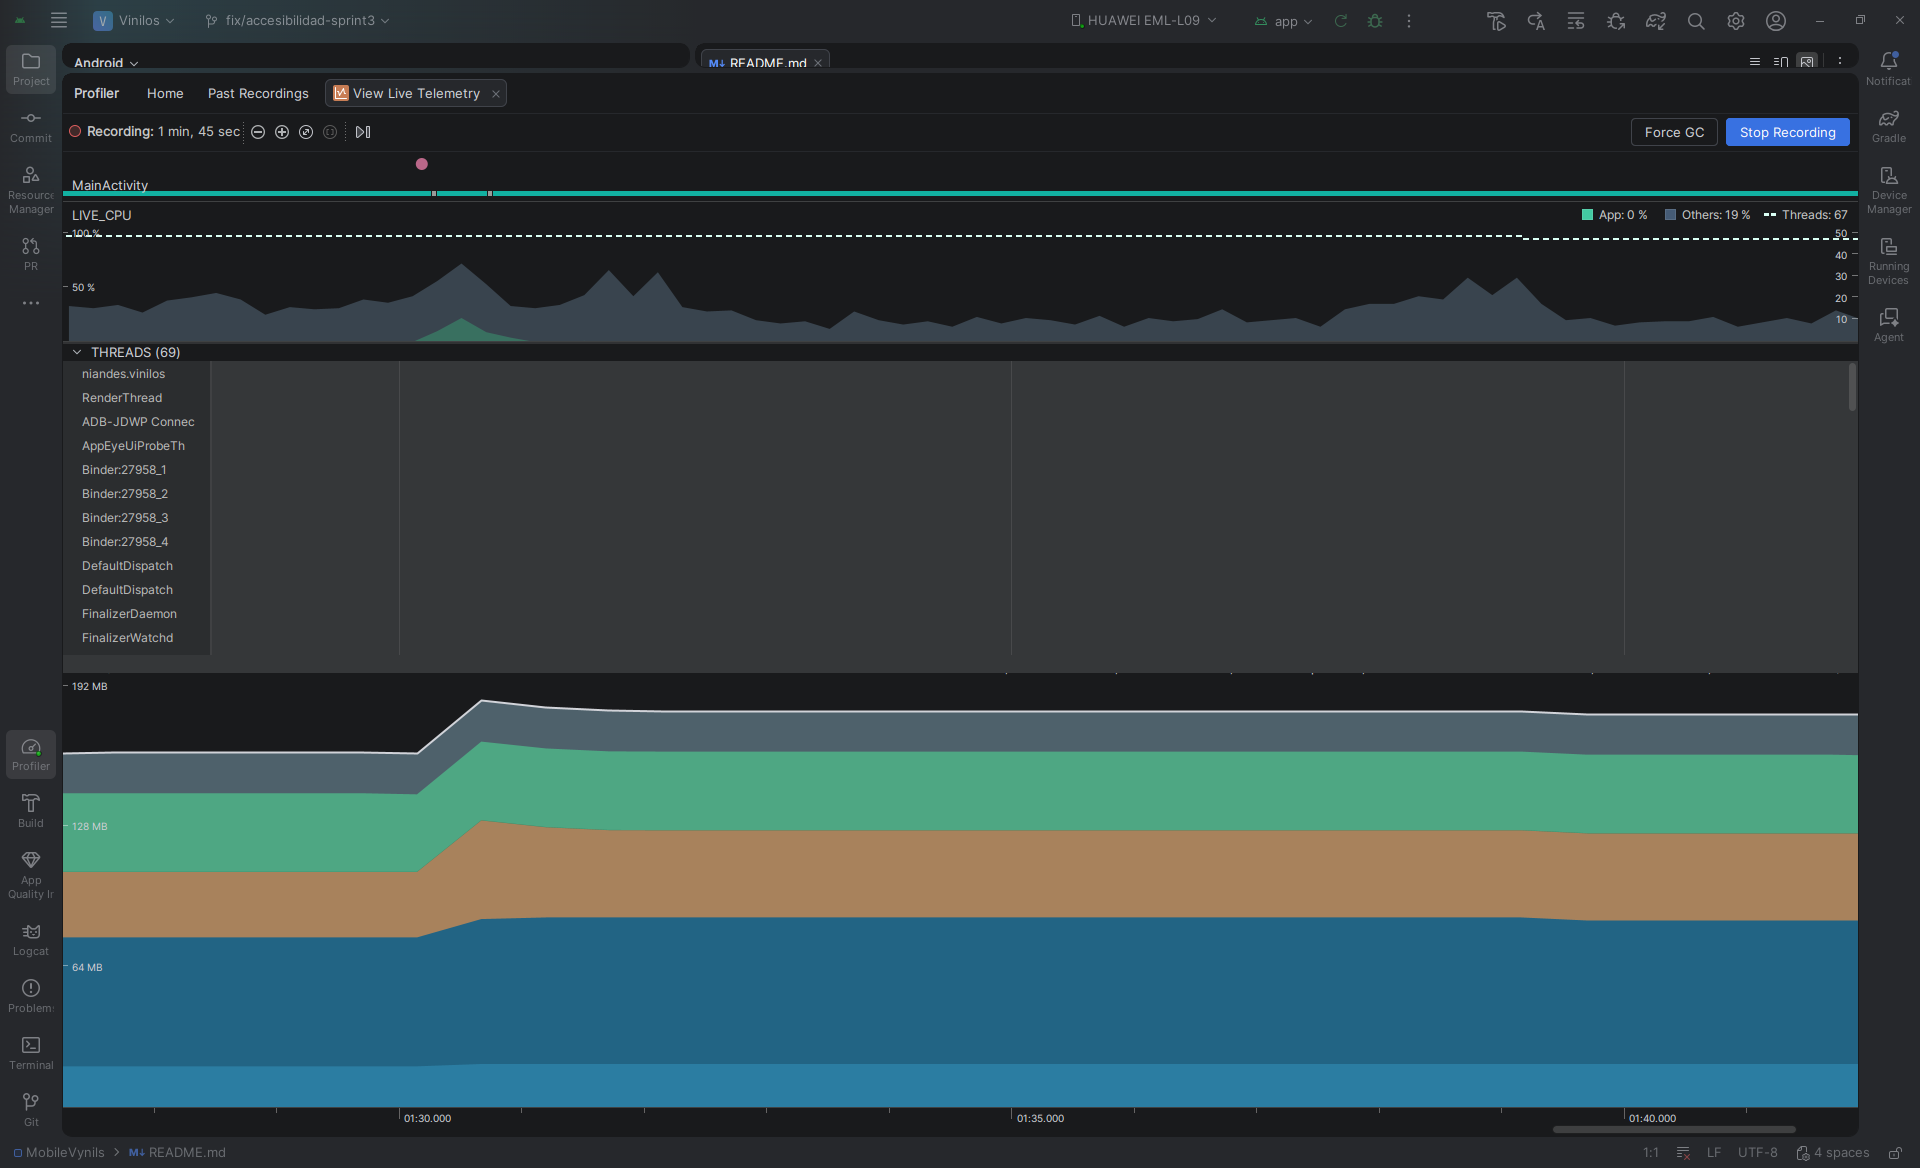 V Vinilos fix/accesibilidad-sprint3 HUAWEI EML-L09 app
Android README.md
Project
Commit
Resource
Manager
PR
Profiler Home Past Recordings View Live Telemetry
Recording: 1 min, 45 sec Force GC Stop Recording
MainActivity
LIVE_CPU App: 0 % Others: 19 % Threads: 67
100 % 50
40
50 % 30
20
10
THREADS (69)
niandes.vinilos
RenderThread
ADB-JDWP Connec
AppEyeUiProbeTh
Binder:27958_1
Binder:27958_2
Binder:27958_3
Binder:27958_4
DefaultDispatch
DefaultDispatch
FinalizerDaemon
FinalizerWatchd
192 MB
128 MB
64 MB
01:30.000 01:35.000 01:40.000
Notificat
Gradle
Device
Manager
Running
Devices
Agent
Profiler
Build
App
Quality Ir
Logcat
Problem
Terminal
Git
MobileVynils README.md 1:1 LF UTF-8 4 spaces